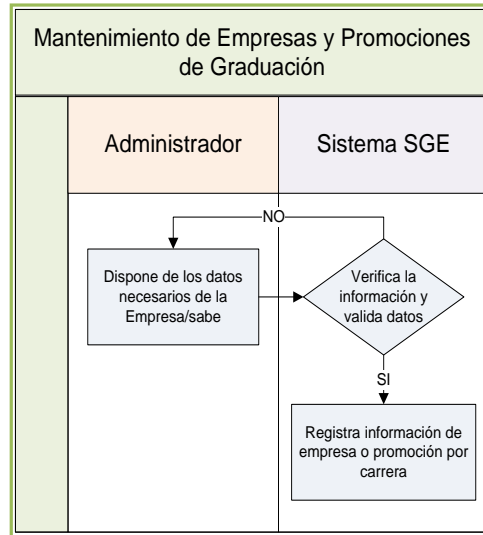 Mantenimiento de Empresas y Promociones
de Graduación
Administrador
Sistema SGE
NO
Dispone de los datos
necesarios de la
Empresa/sabe
Verifica la
información y
valida datos
SI
Registra información de
empresa o promoción por
carrera